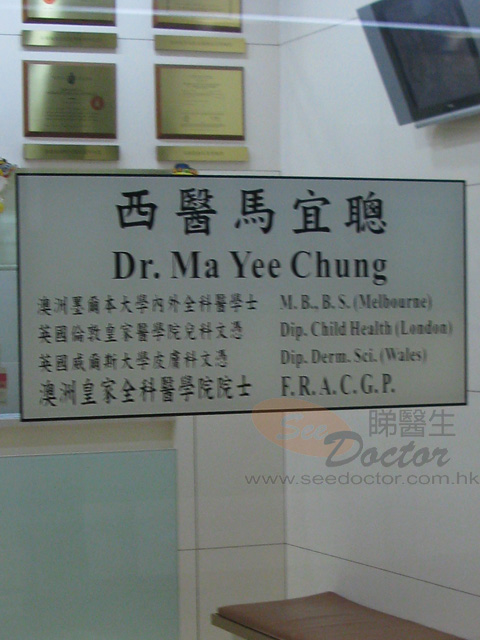 西醫馬宜聰
Dr. Ma Yee Chung
澳洲墨爾本大學內外全科醫學士 M. B., B. S. (Melbourne)
英國倫敦皇家醫學院兒科文憑 Dip. Child Health (London)
英國威爾斯大學皮膚科文憑 Dip. Derm. Sci. (Wales)
澳洲皇家全科醫學院院士 F. R. A. C. G. P.
See Doctor 睇醫生
www.seedoctor.com.hk